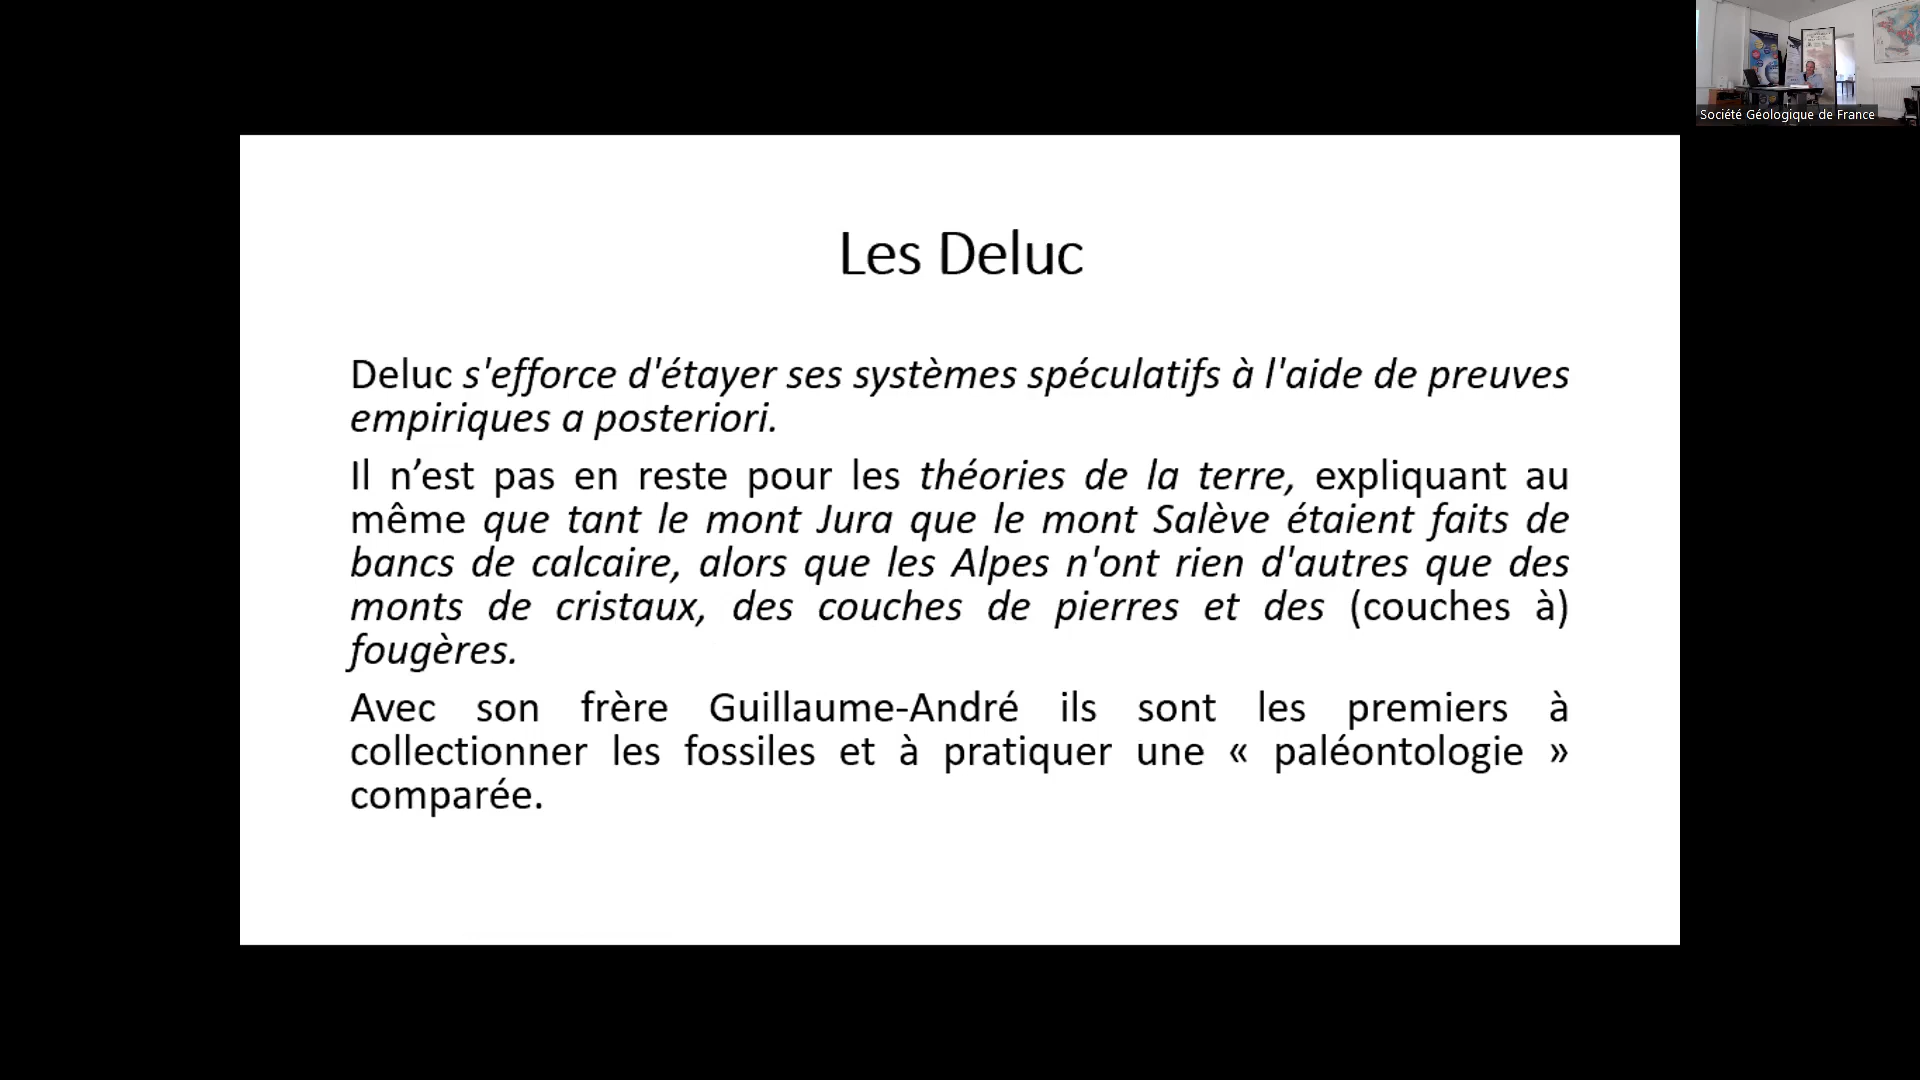 Société Géologique de France
Les Deluc
Deluc s'efforce d'étayer ses systèmes spéculatifs à l'aide de preuves
empiriques a posteriori.
Il n’est pas en reste pour les théories de la terre, expliquant au
même que tant le mont Jura que le mont Salève étaient faits de
bancs de calcaire, alors que les Alpes n'ont rien d'autres que des
monts de cristaux, des couches de pierres et des (couches à)
fougères.
Avec son frère Guillaume-André ils sont les premiers à
collectionner les fossiles et à pratiquer une « paléontologie »
comparée.